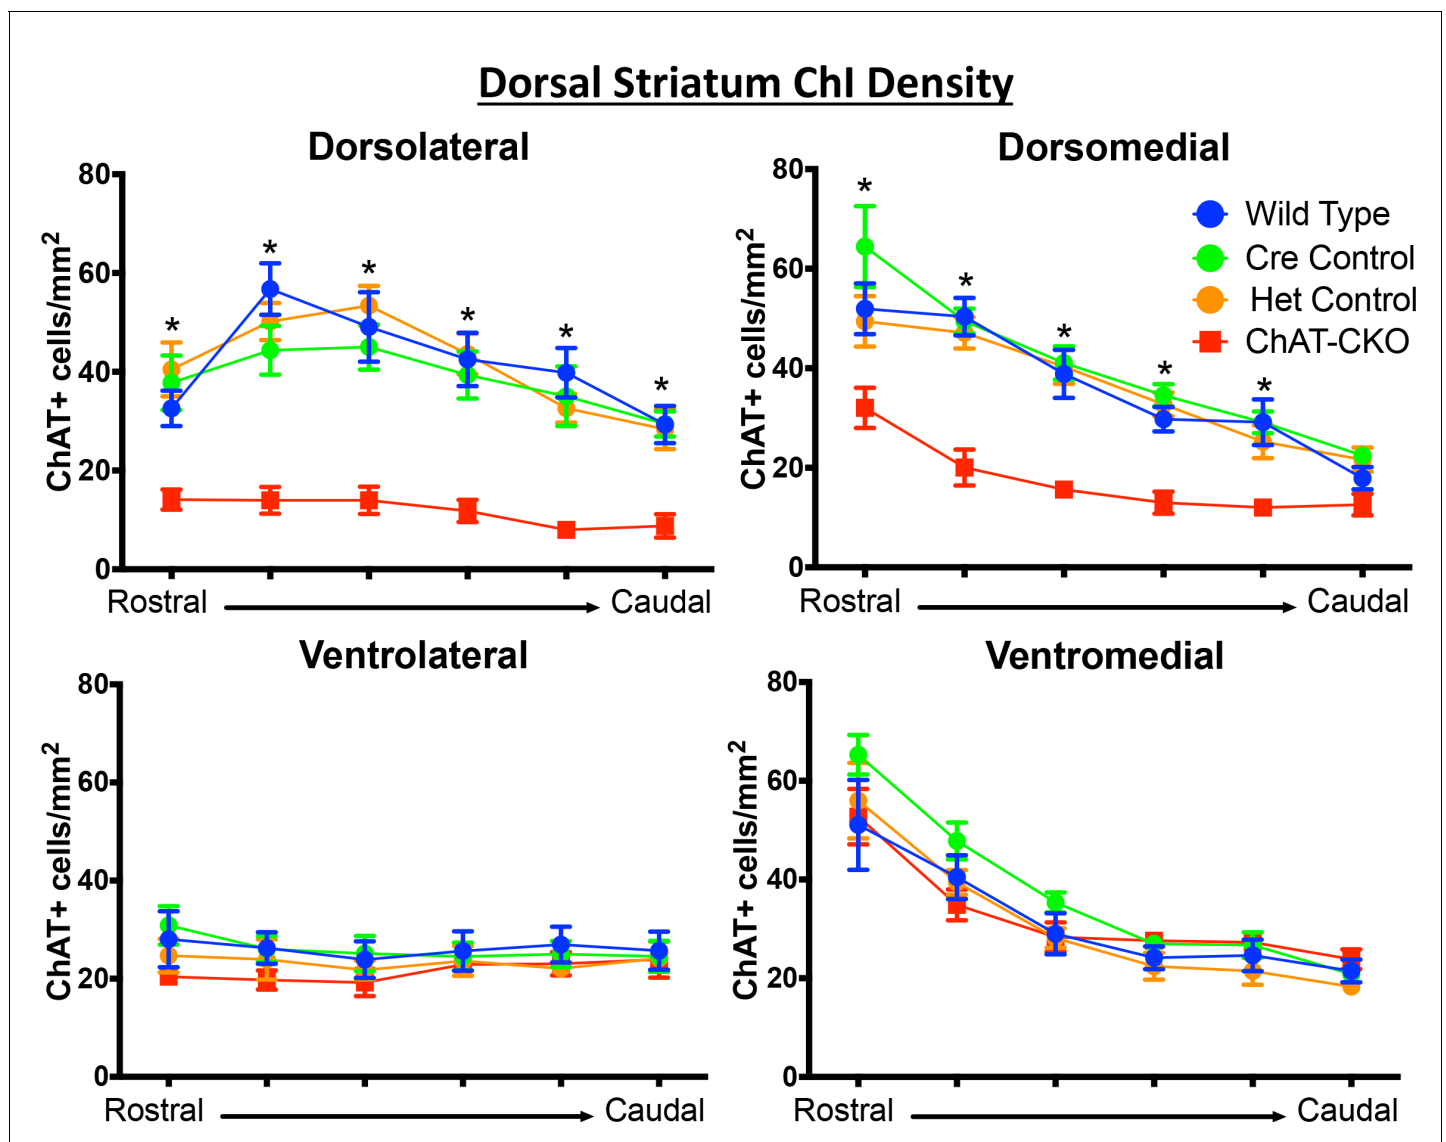 Dorsal Striatum ChI Density
Dorsolateral
80
60
40
20
0
ChAT+ cells/mm²
* * * * * *
Rostral Caudal
Dorsomedial
80
60
40
20
0
ChAT+ cells/mm²
* * * * *
Wild Type
Cre Control
Het Control
ChAT-CKO
Rostral Caudal
Ventrolateral
80
60
40
20
0
ChAT+ cells/mm²
Rostral Caudal
Ventromedial
80
60
40
20
0
ChAT+ cells/mm²
Rostral Caudal